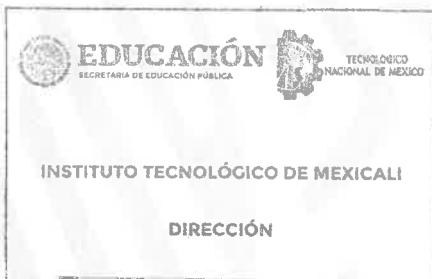 EDUCACIÓN
SECRETARÍA DE EDUCACIÓN PÚBLICA
TECNOLÓGICO
NACIONAL DE MÉXICO
INSTITUTO TECNOLÓGICO DE MEXICALI
DIRECCIÓN